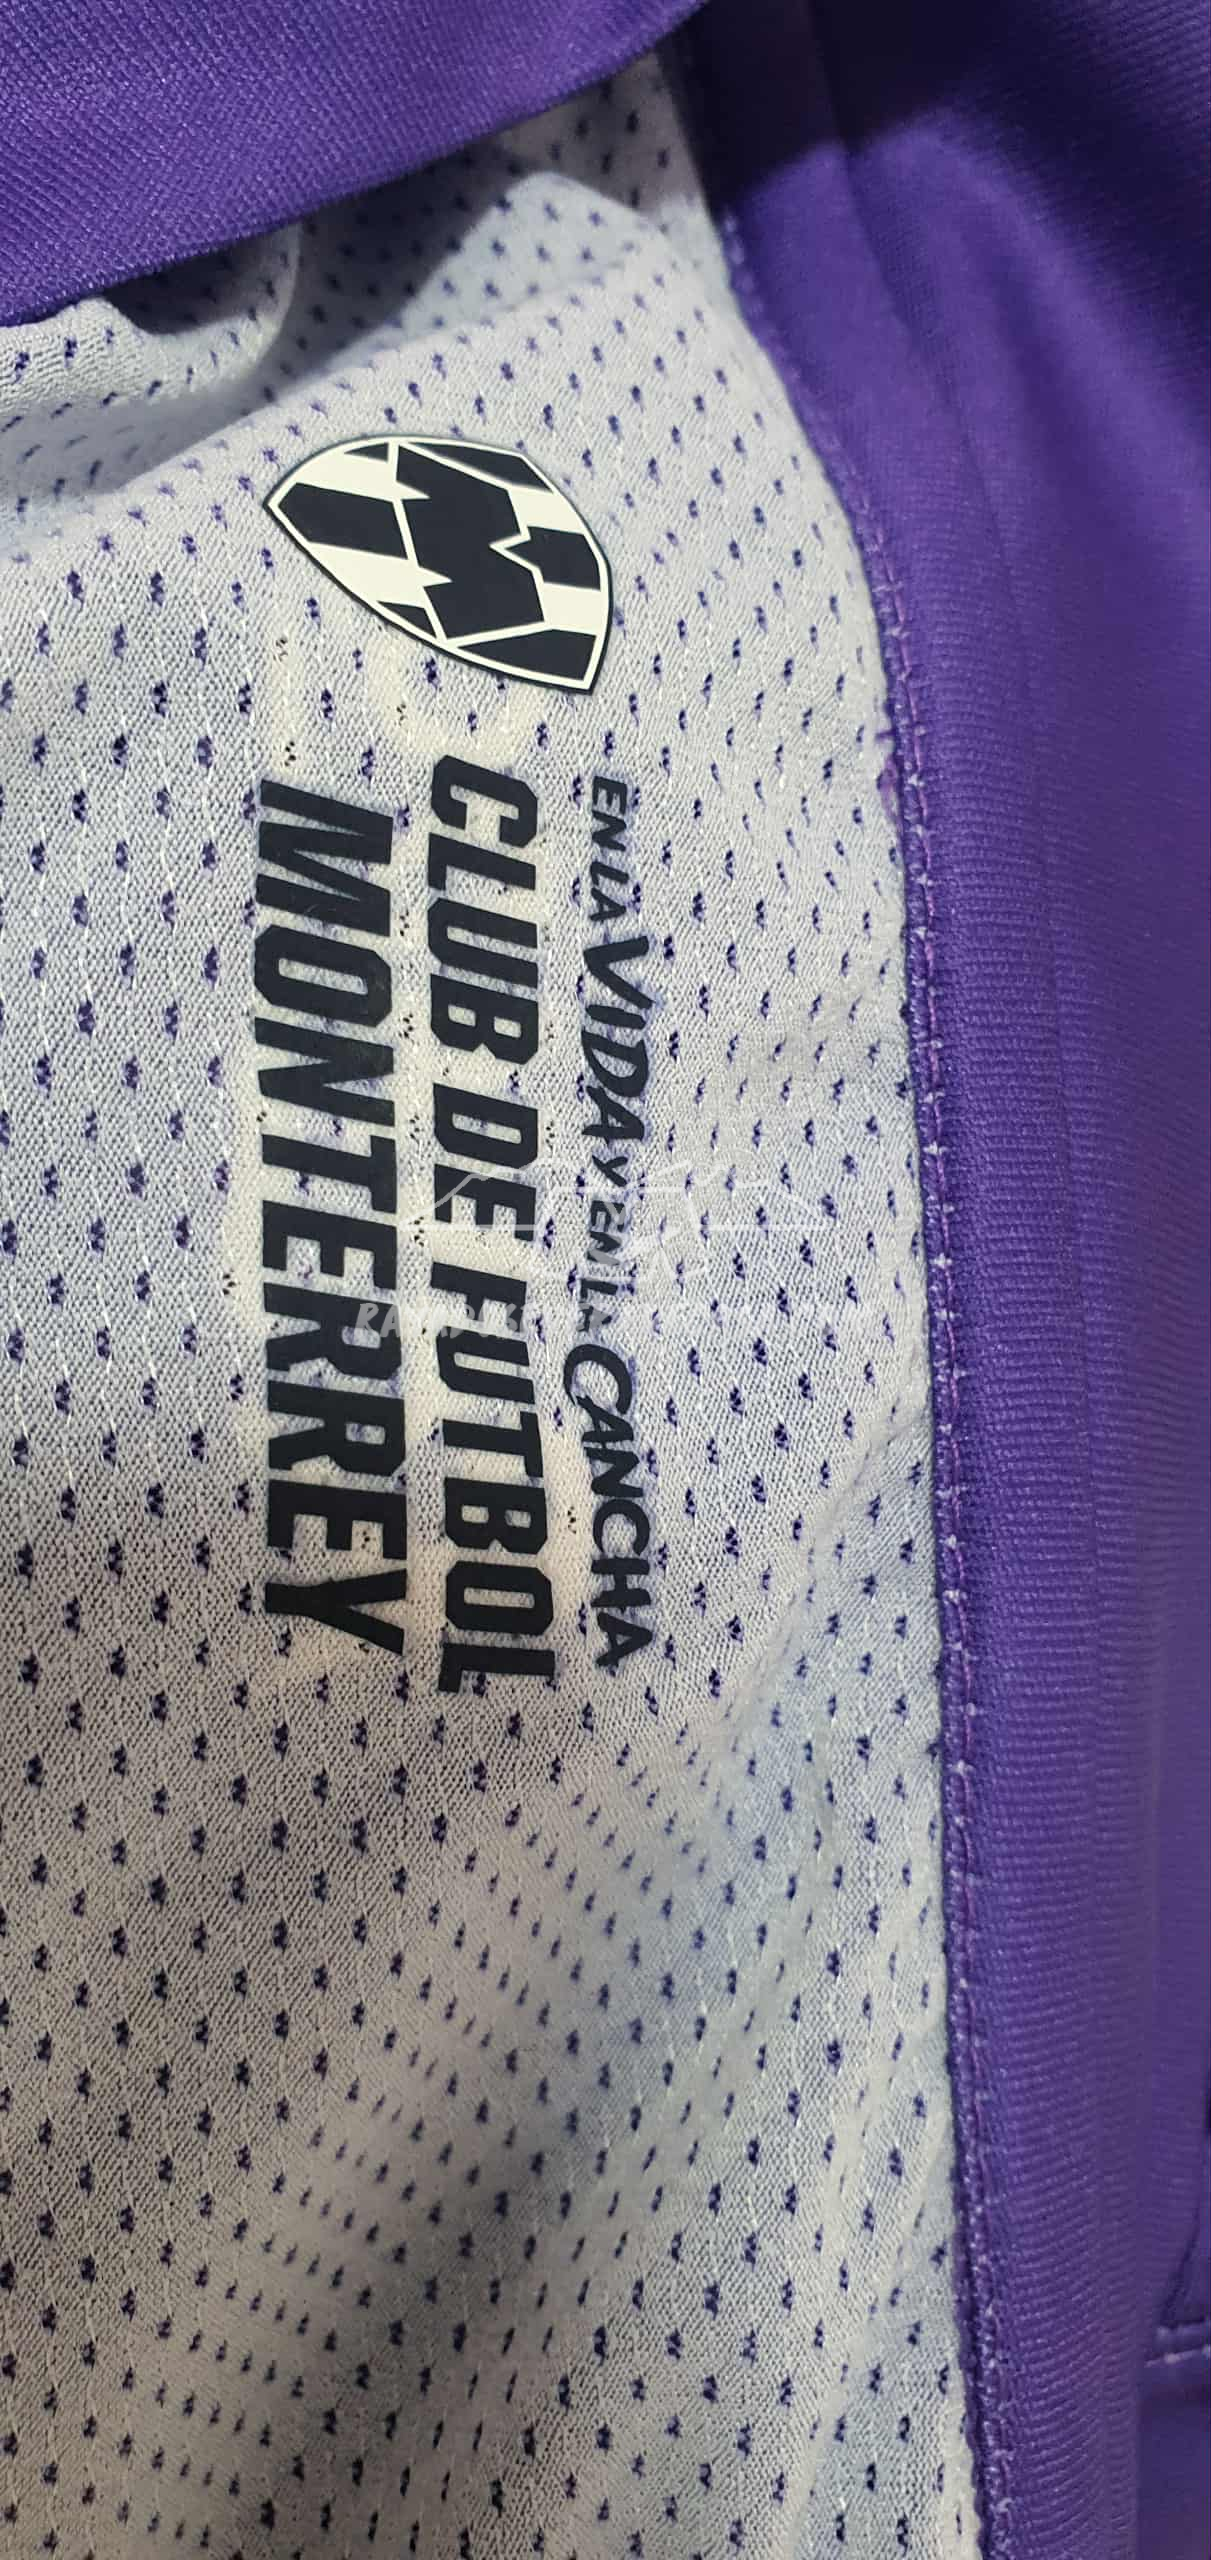 EN LA VIDA Y EN LA CANCHA
CLUB DE FUTBOL
MONTERREY